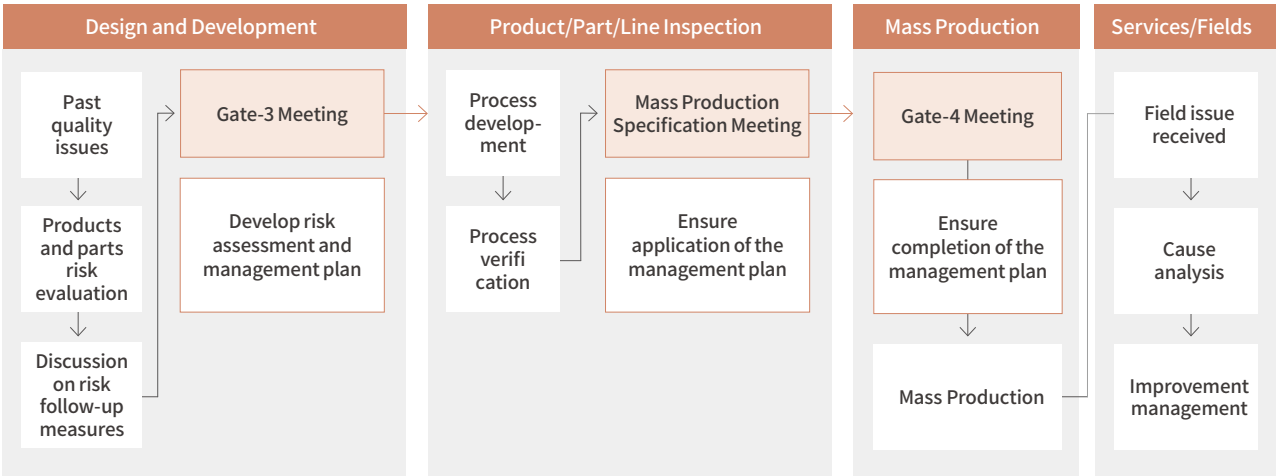 Design and Development
Past
quality
issues
Products
and parts
risk
evaluation
Discussion
on risk
follow-up
measures
Gate-3 Meeting
Develop risk
assessment and
management plan
Product/Part/Line Inspection
Process
develop-
ment
Process
verifi
cation
Mass Production
Specification Meeting
Ensure
application of the
management plan
Mass Production
Gate-4 Meeting
Ensure
completion of the
management plan
Mass Production
Services/Fields
Field issue
received
Cause
analysis
Improvement
management